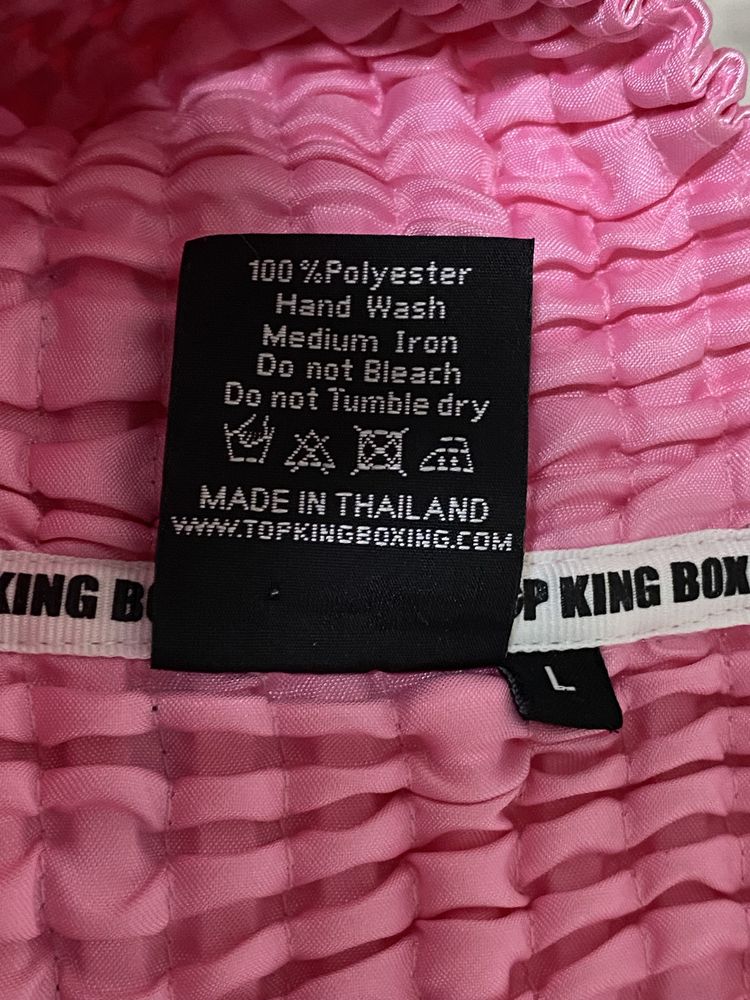 100 %Polyester
Hand Wash
Medium Iron
Do not Bleach
Do not Tumble dry
MADE IN THAILAND
WWW.TOPKINGBOXING.COM
KING
KING BOX
L